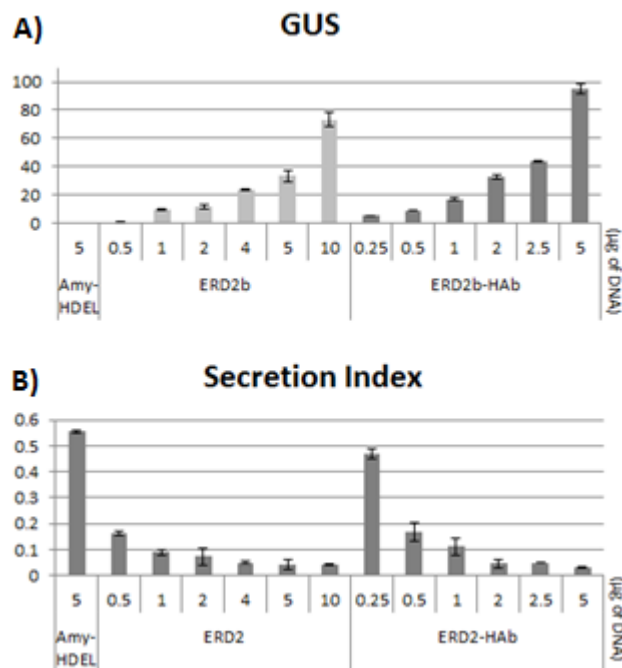 A)
GUS
100
80
60
40
20
0
5 0.5 1 2 4 5 10 0.25 0.5 1 2 2.5 5
Amy-HDEL ERD2b ERD2b-HAb
(µg of DNA)
B)
Secretion Index
0.6
0.5
0.4
0.3
0.2
0.1
0
5 0.5 1 2 4 5 10 0.25 0.5 1 2 2.5 5
Amy-HDEL ERD2 ERD2-HAb
(µg of DNA)